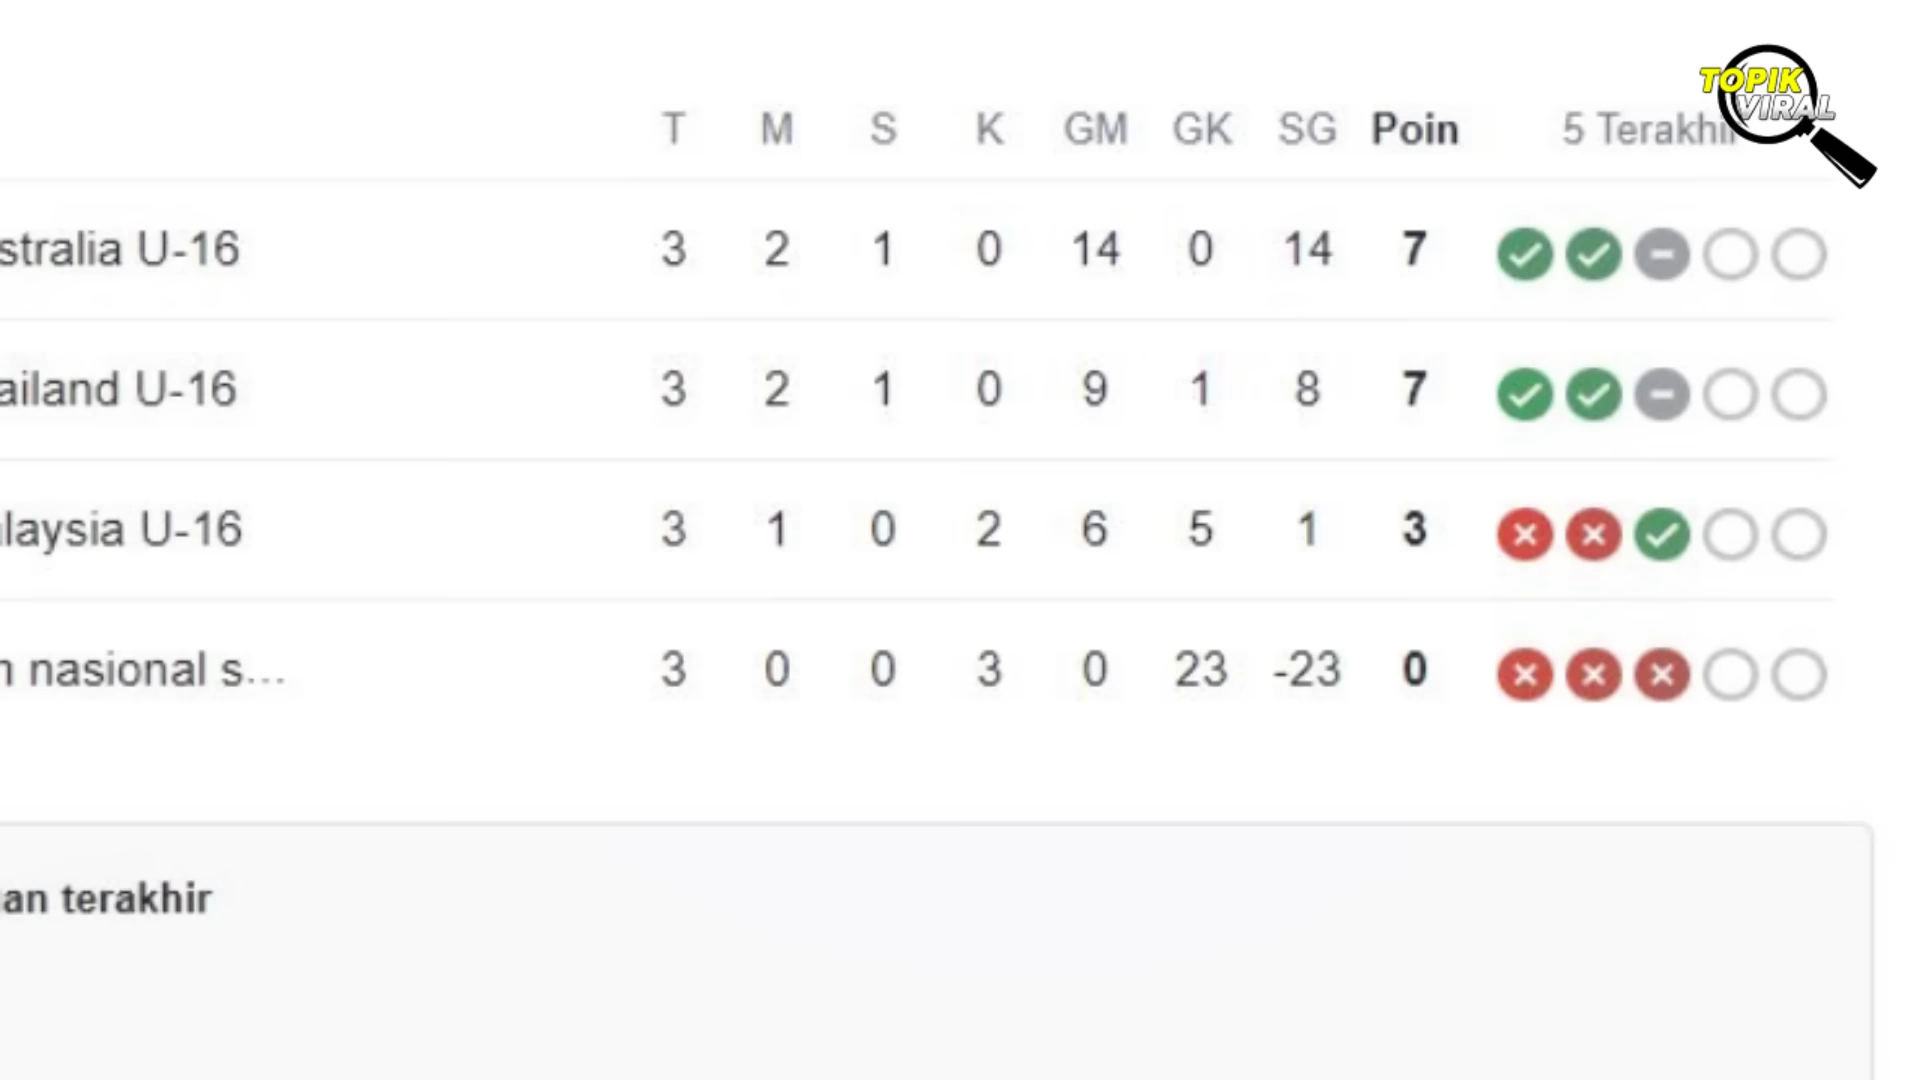 TOPIK
VIRAL
T M S K GM GK SG Poin 5 Terakhir
stralia U-16 3 2 1 0 14 0 14 7
ailand U-16 3 2 1 0 9 1 8 7
laysia U-16 3 1 0 2 6 5 1 3
n nasional s... 3 0 0 3 0 23 -23 0
an terakhir